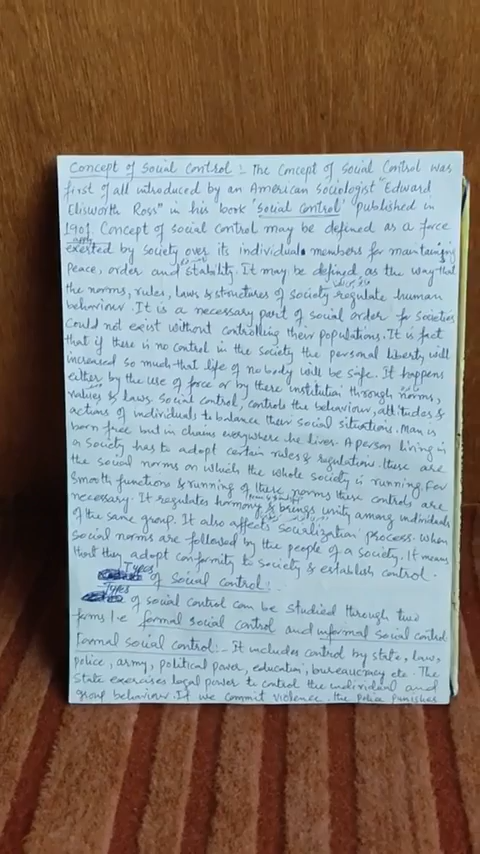 Concept of Social Control :- The Concept of Social Control was
first of all introduced by an American Sociologist "Edward
Elisworth Ross" in his book 'Social Control' published in
1901. Concept of social control may be defined as a force
exerted by society over its individual members for maintaining
Peace, order and stability. It may be defined as the way that
the norms, rules, laws & structures of society regulate human
behaviour. It is a necessary part of social order for societies
could not exist without controlling their populations. It is fact
that if there is no control in the society the personal liberty will
increased so much that life of nobody will be safe. It happens
either by the use of force or by these institution through norms,
values & laws. Social control, controls the behaviour, attitudes &
actions of individuals to balance their social situations. Man is
born free but in chains everywhere he lives. A person living in
a society has to adopt certain rules & regulations. these are
the social norms on which the whole society is running. For
smooth functions & running of these norms these controls are
necessary. It regulates harmony & brings unity among individuals
of the same group. It also affects socialization process. When
social norms are followed by the people of a society. It means
that they adopt conformity to society & establish control.
Types
of Social Control :
Types
of social control can be studied through two
forms i.e formal social control and informal social control
Formal social control :- It includes control by state, law,
police, army, political power, education, bureaucracy etc. The
State exercises legal power to control the individual and
group behaviour. If we commit violence, the police punishes